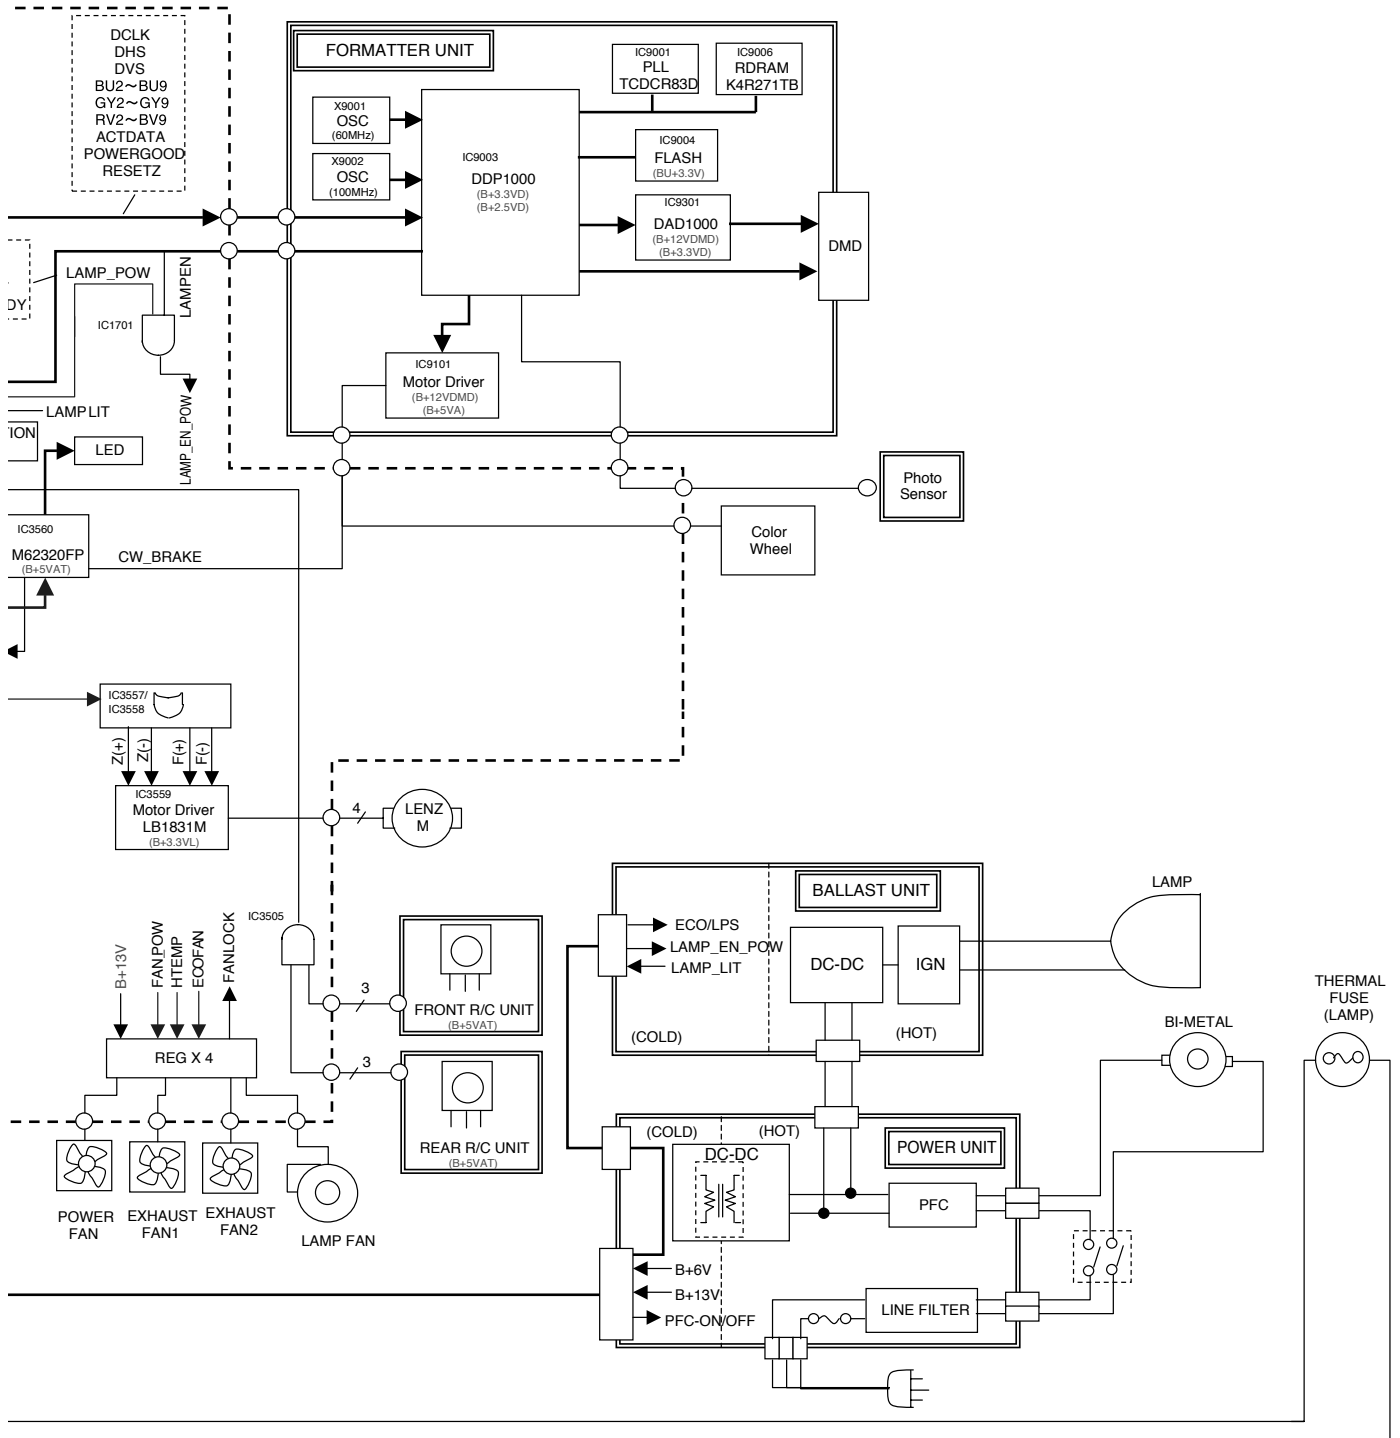 DCLK
DHS
DVS
BU2～BU9
GY2～GY9
RV2～BV9
ACTDATA
POWERGOOD
RESETZ
FORMATTER UNIT
IC9001
PLL
TCDCR83D
IC9006
RDRAM
K4R271TB
X9001
OSC
(60MHz)
X9002
OSC
(100MHz)
IC9003
DDP1000
(B+3.3VD)
(B+2.5VD)
IC9004
FLASH
(BU+3.3V)
IC9301
DAD1000
(B+12VDMD)
(B+3.3VD)
DMD
DY
LAMP_POW
LAMPEN
IC1701
LAMP_EN_POW
IC9101
Motor Driver
(B+12VDMD)
(B+5VA)
LAMPLIT
TION
LED
Photo
Sensor
Color
Wheel
IC3560
M62320FP
(B+5VAT)
CW_BRAKE
IC3557/
IC3558
Z(+)
Z(-)
F(+)
F(-)
IC3559
Motor Driver
LB1831M
(B+3.3VL)
4
LENZ
M
BALLAST UNIT
ECO/LPS
LAMP_EN_POW
LAMP_LIT
DC-DC
IGN
(COLD)
(HOT)
LAMP
THERMAL
FUSE
(LAMP)
BI-METAL
IC3505
B+13V
FAN_POW
HTEMP
ECOFAN
FANLOCK
REG X 4
3
FRONT R/C UNIT
(B+5VAT)
3
REAR R/C UNIT
(B+5VAT)
POWER
FAN
EXHAUST
FAN1
EXHAUST
FAN2
LAMP FAN
(COLD)
(HOT)
POWER UNIT
DC-DC
PFC
B+6V
B+13V
PFC-ON/OFF
LINE FILTER